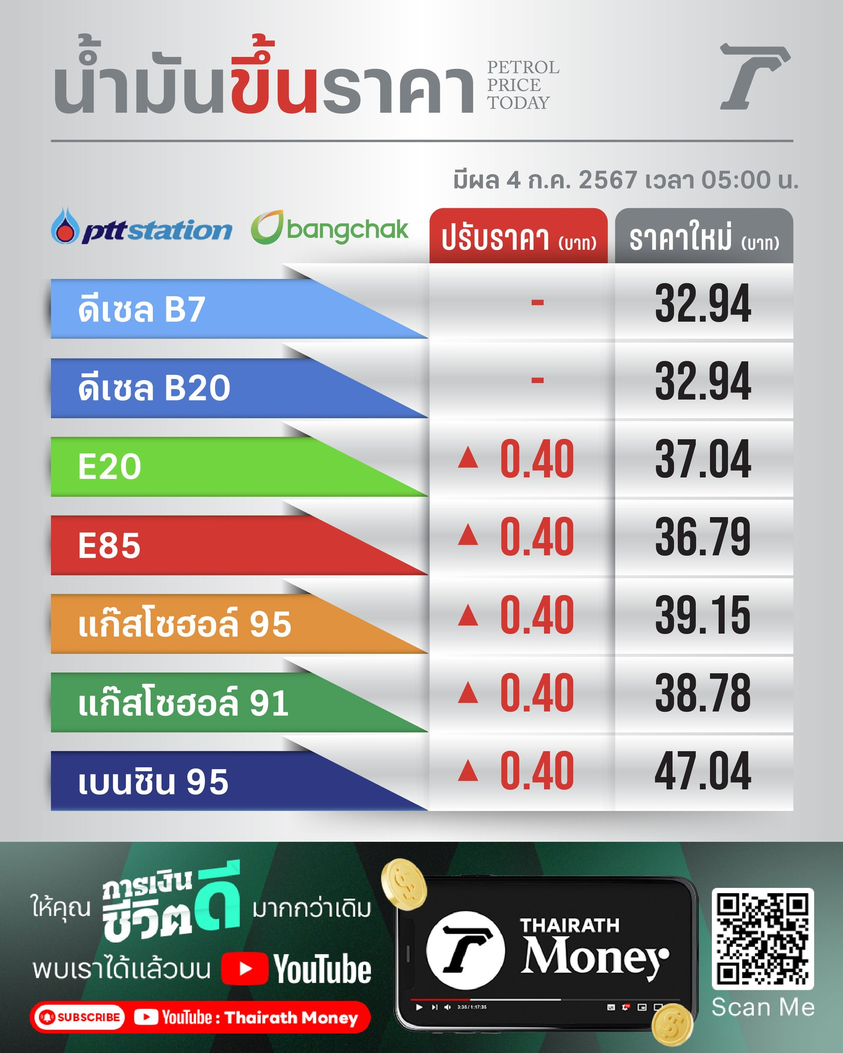 น้ำมันขึ้นราคา
PETROL
PRICE
TODAY
มีผล 4 ก.ค. 2567 เวลา 05:00 น.
ptt station bangchak ปรับราคา (บาท) ราคาใหม่ (บาท)
ดีเซล B7 - 32.94
ดีเซล B20 - 32.94
E20 ▲ 0.40 37.04
E85 ▲ 0.40 36.79
แก๊สโซฮอล์ 95 ▲ 0.40 39.15
แก๊สโซฮอล์ 91 ▲ 0.40 38.78
เบนซิน 95 ▲ 0.40 47.04
ให้คุณ การเงินดี ชีวิตดี มากกว่าเดิม
พบเราได้แล้วบน YouTube
SUBSCRIBE YouTube : Thairath Money
THAIRATH
Money
3:35 / 1:17:35
Scan Me